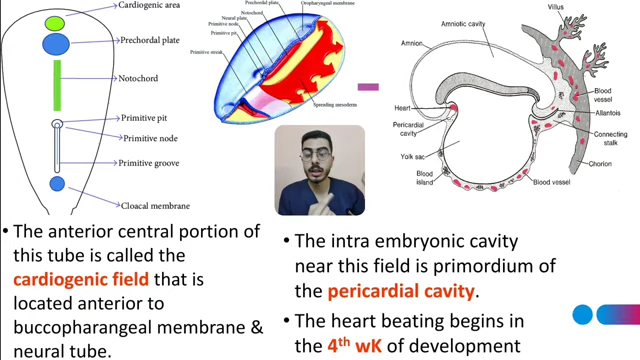 Cardiogenic area
Prechordal plate
Notochord
Primitive pit
Primitive node
Primitive groove
Cloacal membrane
Prechordal plate
Oropharyngeal membrane
Notochord
Neural plate
Primitive node
Primitive pit
Primitive streak
Spreading mesoderm
Villus
Amniotic cavity
Amnion
Heart
Pericardial
cavity
Yolk sac
Blood
island
Blood vessel
Blood
vessel
Allantois
Connecting
stalk
Chorion
• The anterior central portion of
this tube is called the
cardiogenic field that is
located anterior to
buccopharangeal membrane &
neural tube.
• The intra embryonic cavity
near this field is primordium of
the pericardial cavity.
• The heart beating begins in
the 4th wK of development